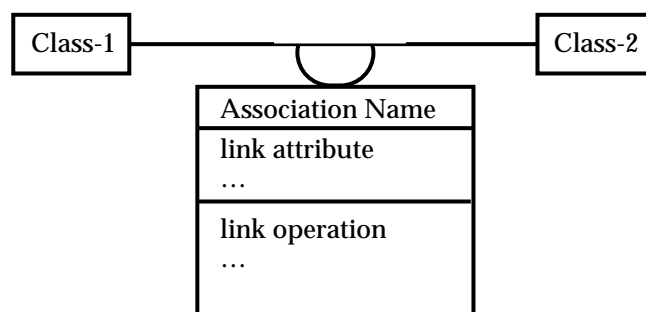 Class-1
Class-2
Association Name
link attribute
…
link operation
…